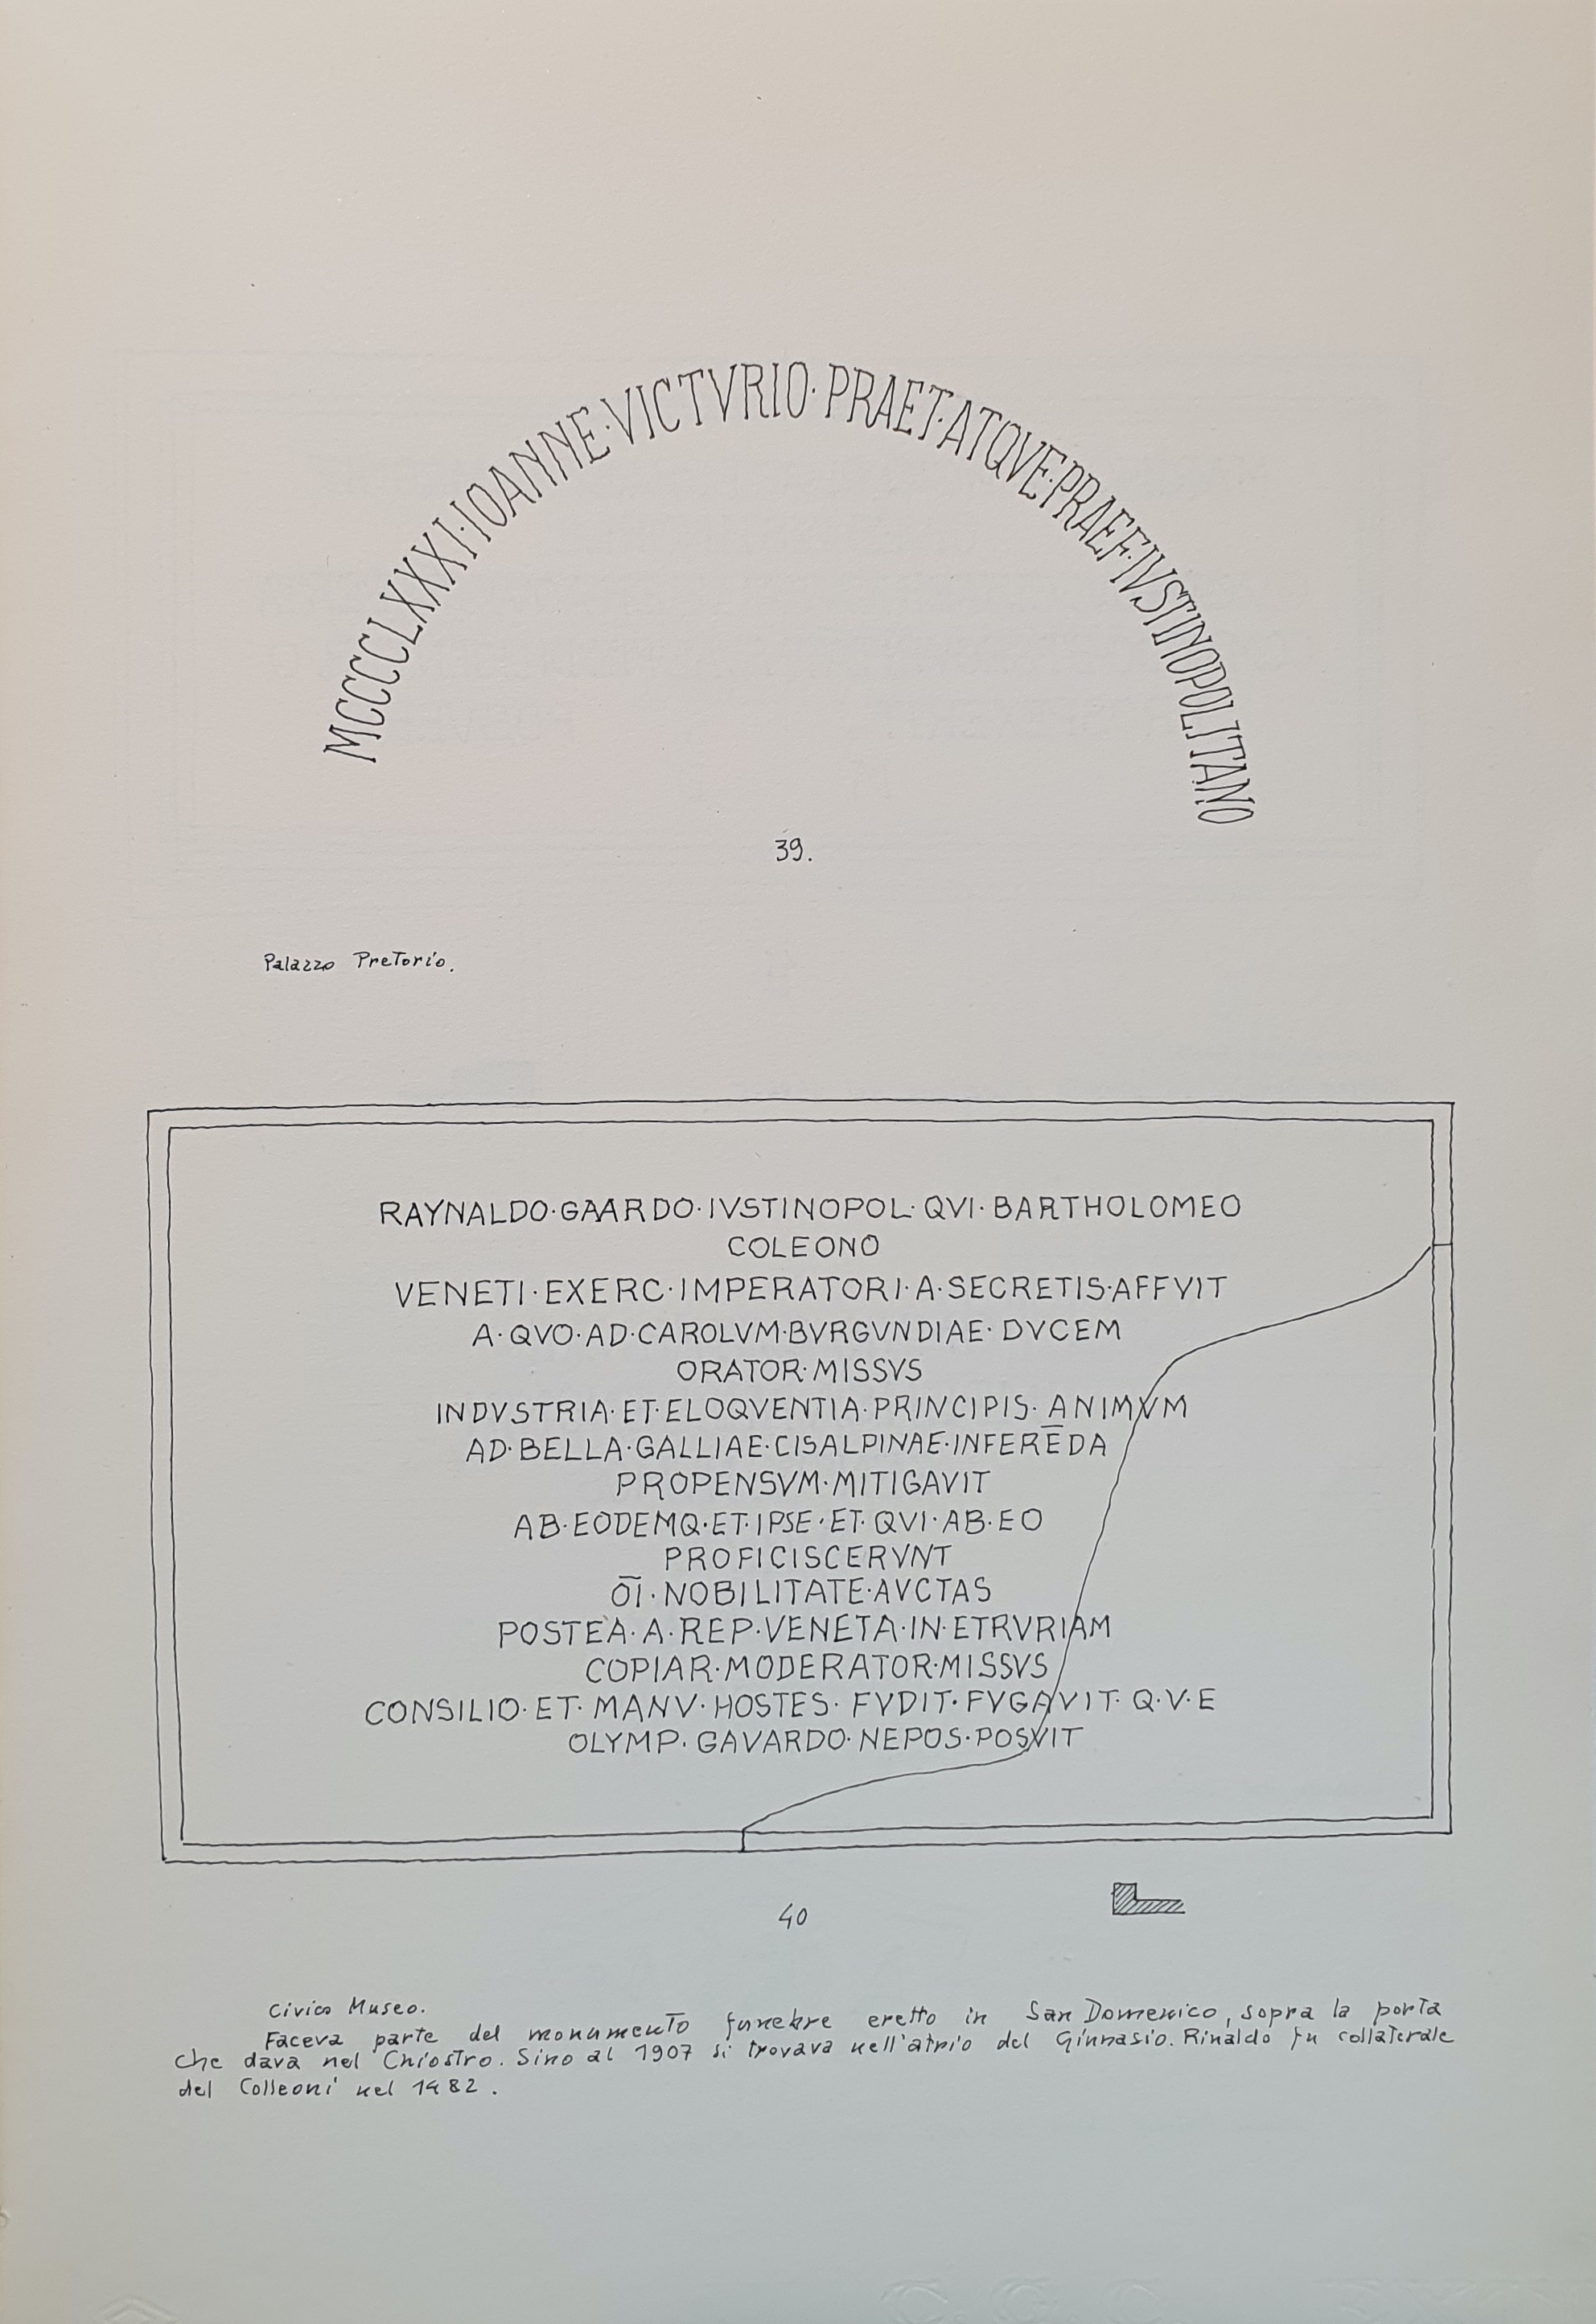 MCCCCLXXXI·IOANNE·VICTVRIO·PRAET·ATQVE·PRAEF·IVSTINOPOLITANO
39.
Palazzo Pretorio.
RAYNALDO·GAARDO·IVSTINOPOL·QVI·BARTHOLOMEO
COLEONO
VENETI·EXERC·IMPERATORI·A·SECRETIS·AFFVIT
A·QVO·AD·CAROLVM·BVRGVNDIAE·DVCEM
ORATOR·MISSVS
INDVSTRIA·ET·ELOQVENTIA·PRINCIPIS·ANIMVM
AD·BELLA·GALLIAE·CISALPINAE·INFERĒDA
PROPENSVM·MITIGAVIT
AB·EODEMQ·ET·IPSE·ET·QVI·AB·EO
PROFICISCERVNT
ŌI·NOBILITATE·AVCTAS
POSTEA·A·REP·VENETA·IN·ETRVRIAM
COPIAR·MODERATOR·MISSVS
CONSILIO·ET·MANV·HOSTES·FVDIT·FVGAVIT·Q·V·E
OLYMP·GAVARDO·NEPOS·POSVIT
40
Civico Museo.
Faceva parte del monumento funebre eretto in San Domenico, sopra la porta
che dava nel Chiostro. Sino al 1907 si trovava nell'atrio del Ginnasio. Rinaldo fu collaterale
del Colleoni nel 1482.